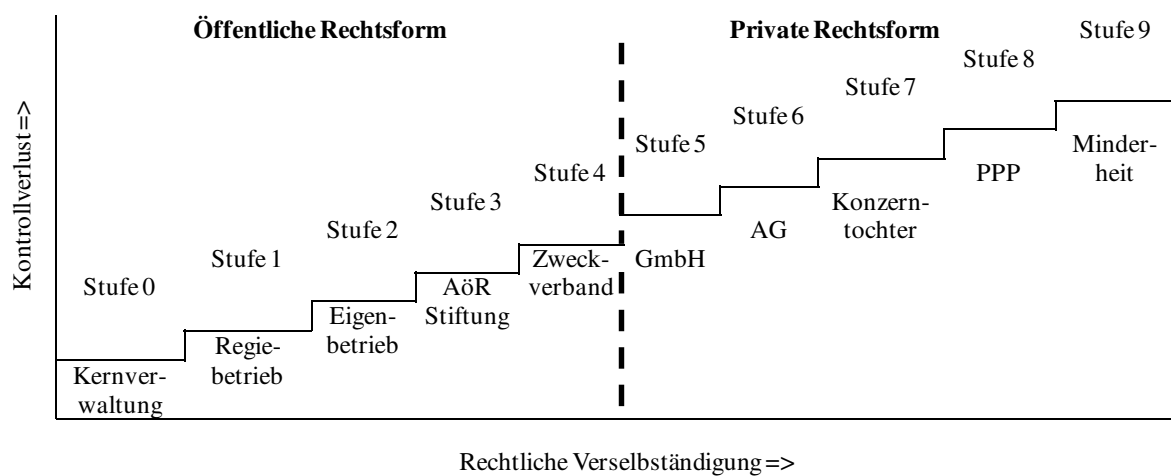 Öffentliche Rechtsform
Private Rechtsform
Stufe 9
Stufe 8
Stufe 7
Stufe 6
Stufe 5
Stufe 4
Stufe 3
Stufe 2
Stufe 1
Stufe 0
Kontrollverlust =>
Kernver-
waltung
Regie-
betrieb
Eigen-
betrieb
AöR
Stiftung
Zweck-
verband
GmbH
AG
Konzern-
tochter
PPP
Minder-
heit
Rechtliche Verselbständigung =>